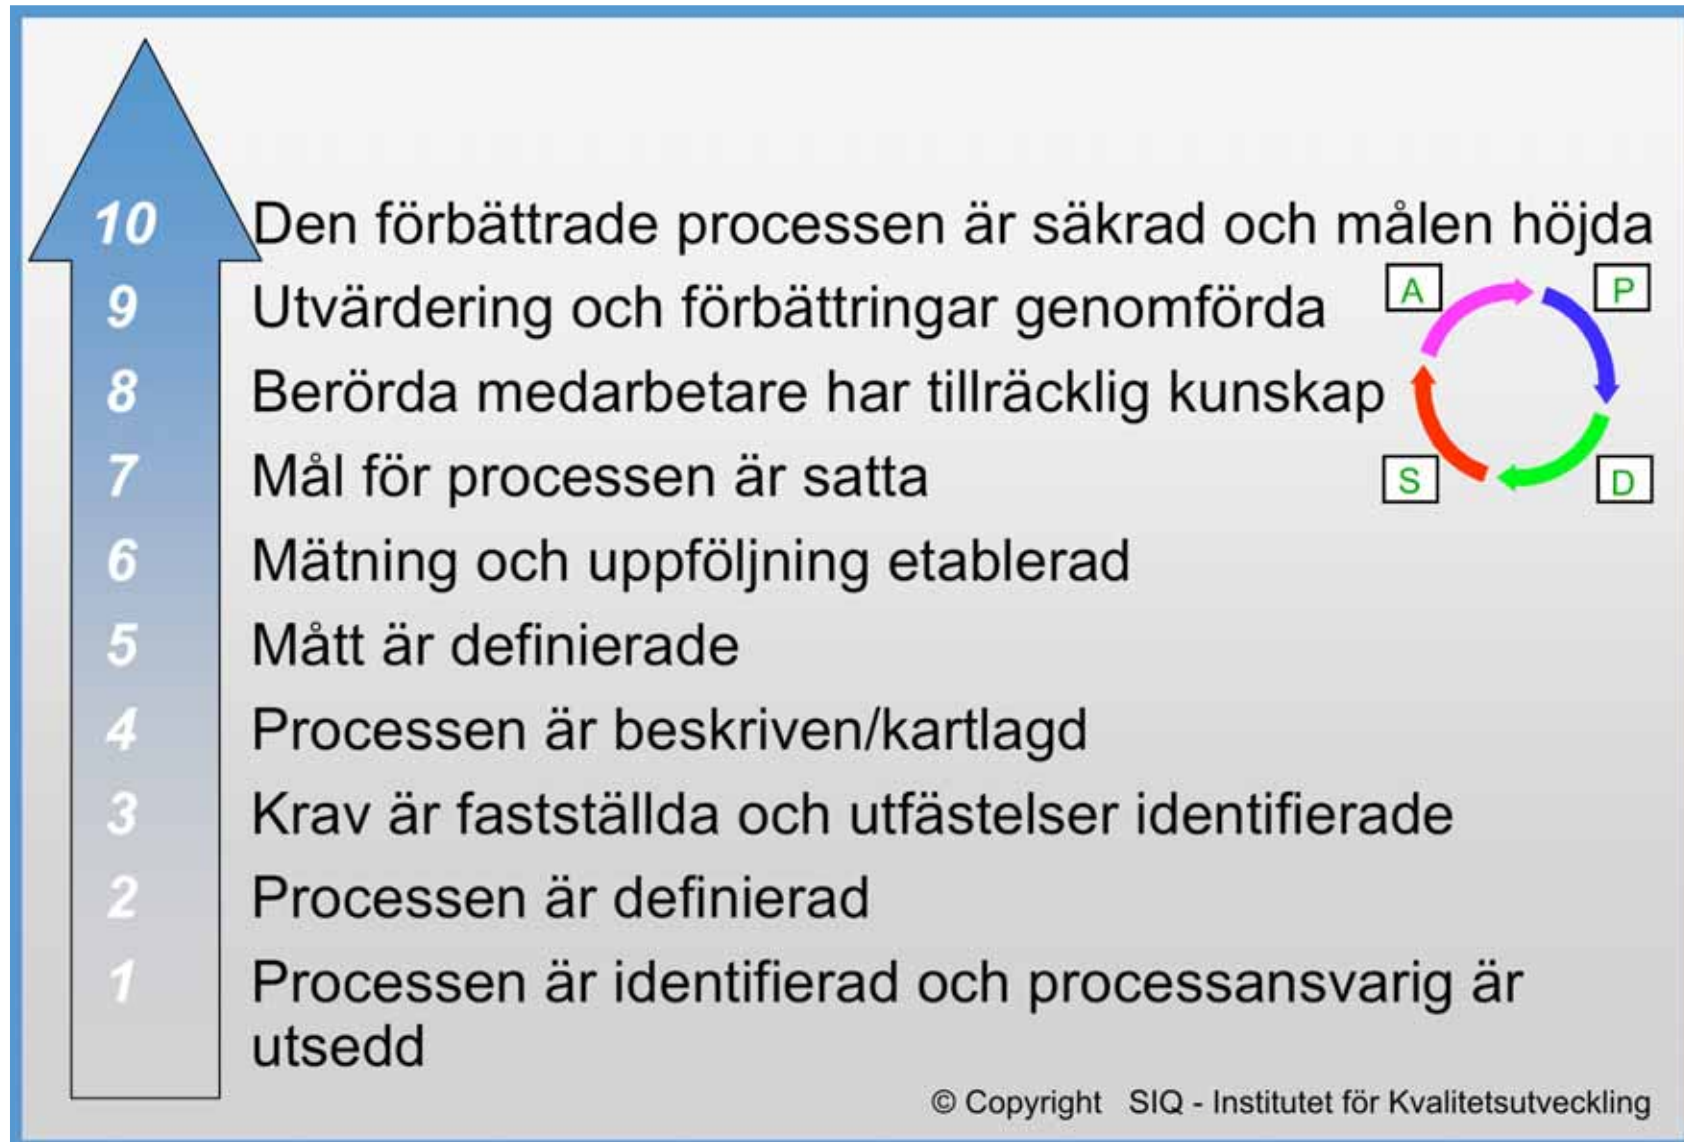 10 Den förbättrade processen är säkrad och målen höjda
9 Utvärdering och förbättringar genomförda
A P
8 Berörda medarbetare har tillräcklig kunskap
7 Mål för processen är satta
S D
6 Mätning och uppföljning etablerad
5 Mått är definierade
4 Processen är beskriven/kartlagd
3 Krav är fastställda och utfästelser identifierade
2 Processen är definierad
1 Processen är identifierad och processansvarig är
utsedd
© Copyright SIQ - Institutet för Kvalitetsutveckling